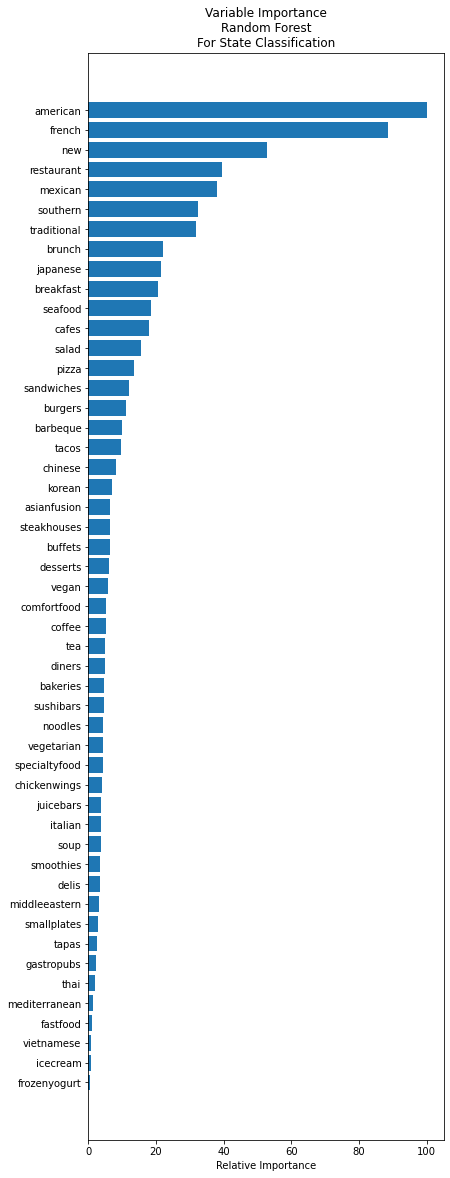 Variable Importance
Random Forest
For State Classification
american
french
new
restaurant
mexican
southern
traditional
brunch
japanese
breakfast
seafood
cafes
salad
pizza
sandwiches
burgers
barbeque
tacos
chinese
korean
asianfusion
steakhouses
buffets
desserts
vegan
comfortfood
coffee
tea
diners
bakeries
sushibars
noodles
vegetarian
specialtyfood
chickenwings
juicebars
italian
soup
smoothies
delis
middleeastern
smallplates
tapas
gastropubs
thai
mediterranean
fastfood
vietnamese
icecream
frozenyogurt
0 20 40 60 80 100
Relative Importance